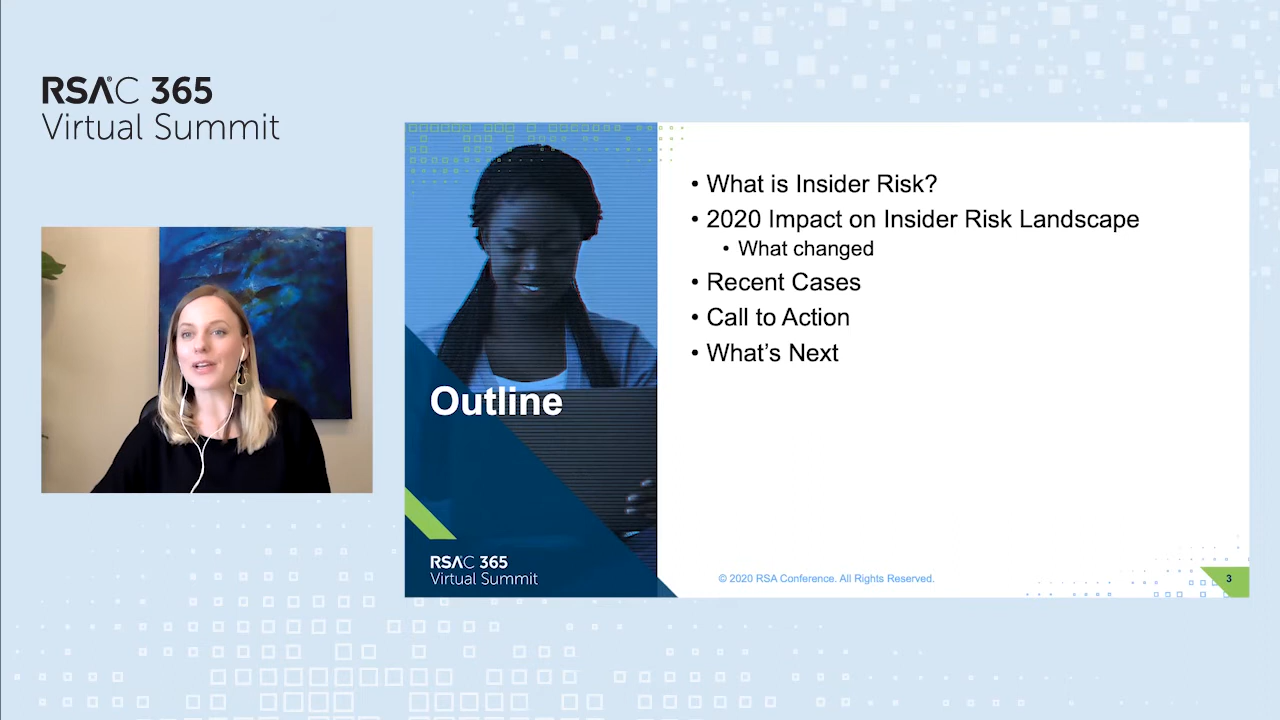 RSAC 365
Virtual Summit
Outline
RSAC 365
Virtual Summit
• What is Insider Risk?
• 2020 Impact on Insider Risk Landscape
• What changed
• Recent Cases
• Call to Action
• What’s Next
© 2020 RSA Conference. All Rights Reserved.
3